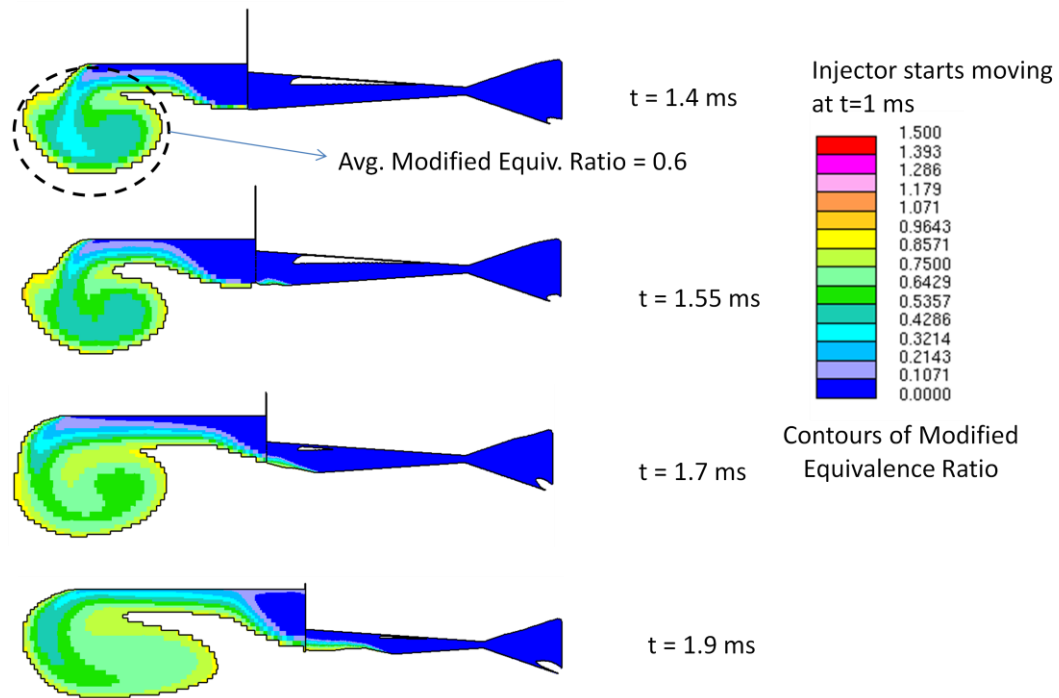 t = 1.4 ms
Avg. Modified Equiv. Ratio = 0.6
t = 1.55 ms
t = 1.7 ms
t = 1.9 ms
Injector starts moving
at t=1 ms
1.500
1.393
1.286
1.179
1.071
0.9643
0.8571
0.7500
0.6429
0.5357
0.4286
0.3214
0.2143
0.1071
0.0000
Contours of Modified
Equivalence Ratio